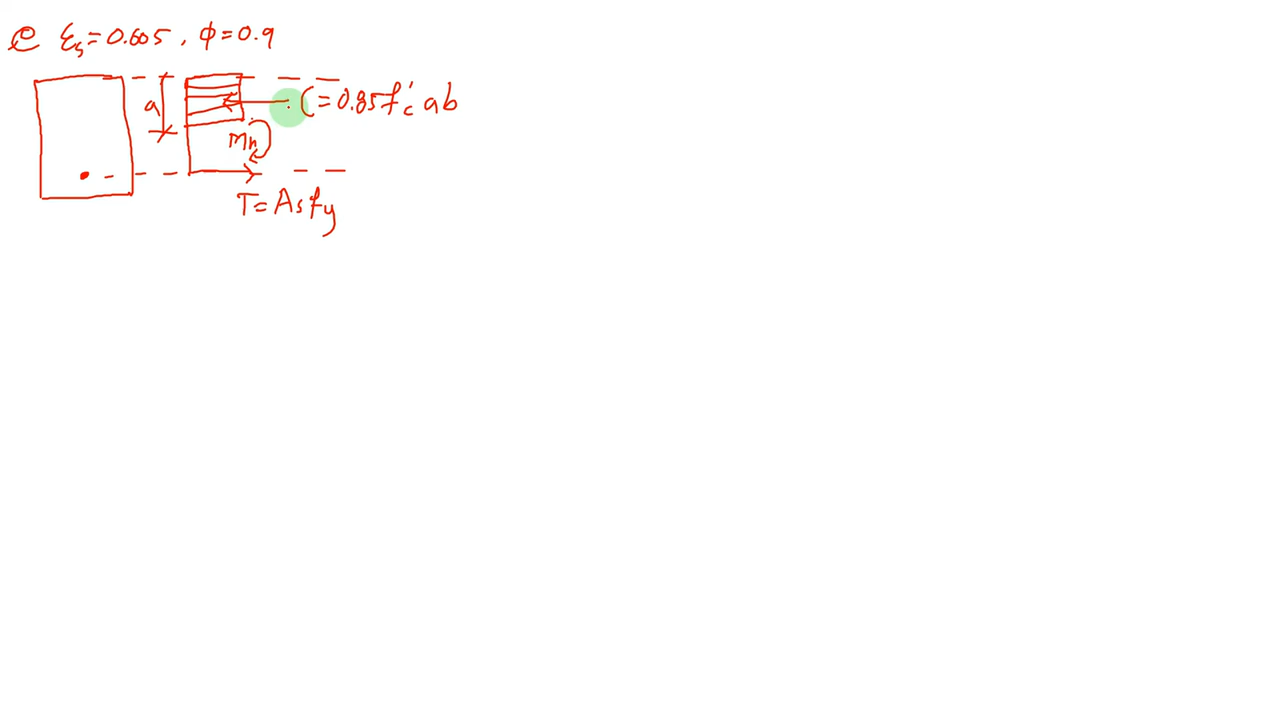 @ εs=0.005, φ=0.9
a
C=0.85f'c ab
Mn
T=Asfy